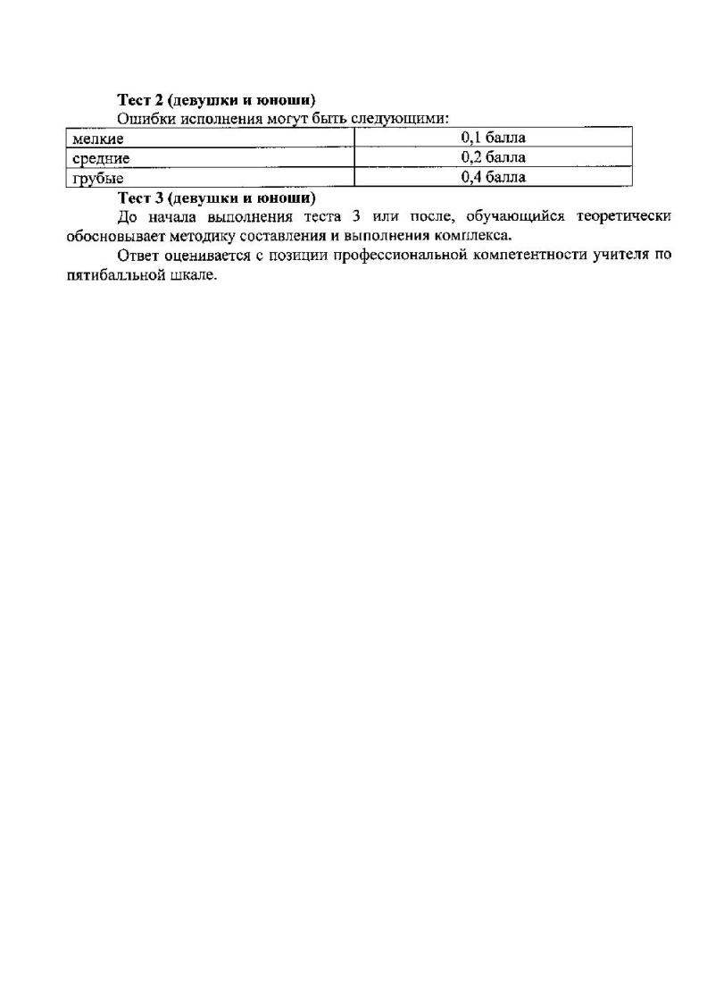 Тест 2 (девушки и юноши)
Ошибки исполнения могут быть следующими:
мелкие 0,1 балла
средние 0,2 балла
грубые 0,4 балла
Тест 3 (девушки и юноши)
До начала выполнения теста 3 или после, обучающийся теоретически
обосновывает методику составления и выполнения комплекса.
Ответ оценивается с позиции профессиональной компетентности учителя по
пятибалльной шкале.